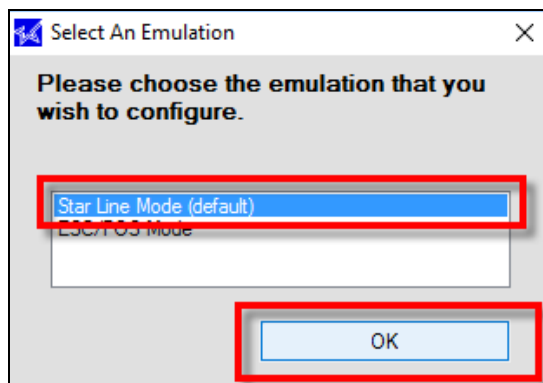 Select An Emulation
Please choose the emulation that you
wish to configure.
Star Line Mode (default)
ESC/POS Mode
OK